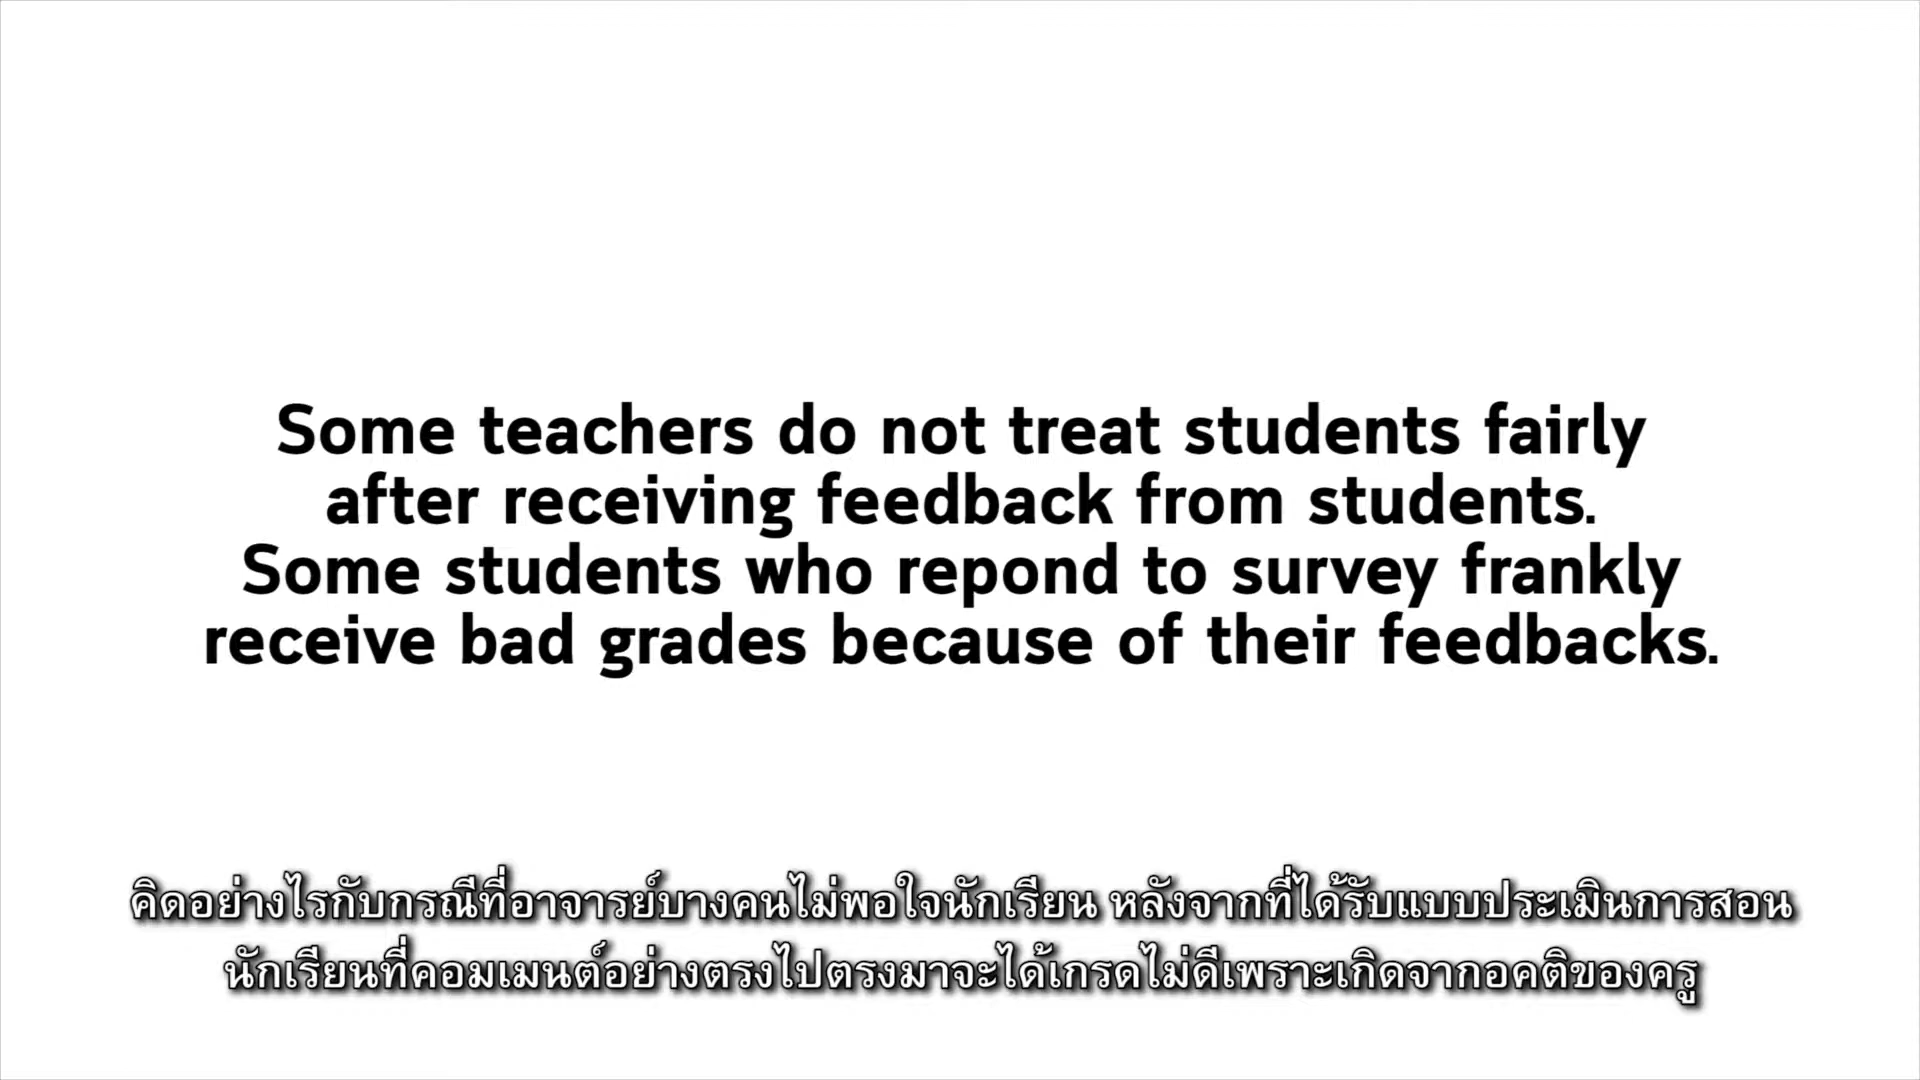 Some teachers do not treat students fairly
after receiving feedback from students.
Some students who repond to survey frankly
receive bad grades because of their feedbacks.
คิดอย่างไรกับกรณีที่อาจารย์บางคนไม่พอใจนักเรียน หลังจากที่ได้รับแบบประเมินการสอน
นักเรียนที่คอมเมนต์อย่างตรงไปตรงมาจะได้เกรดไม่ดีเพราะเกิดจากอคติของครู